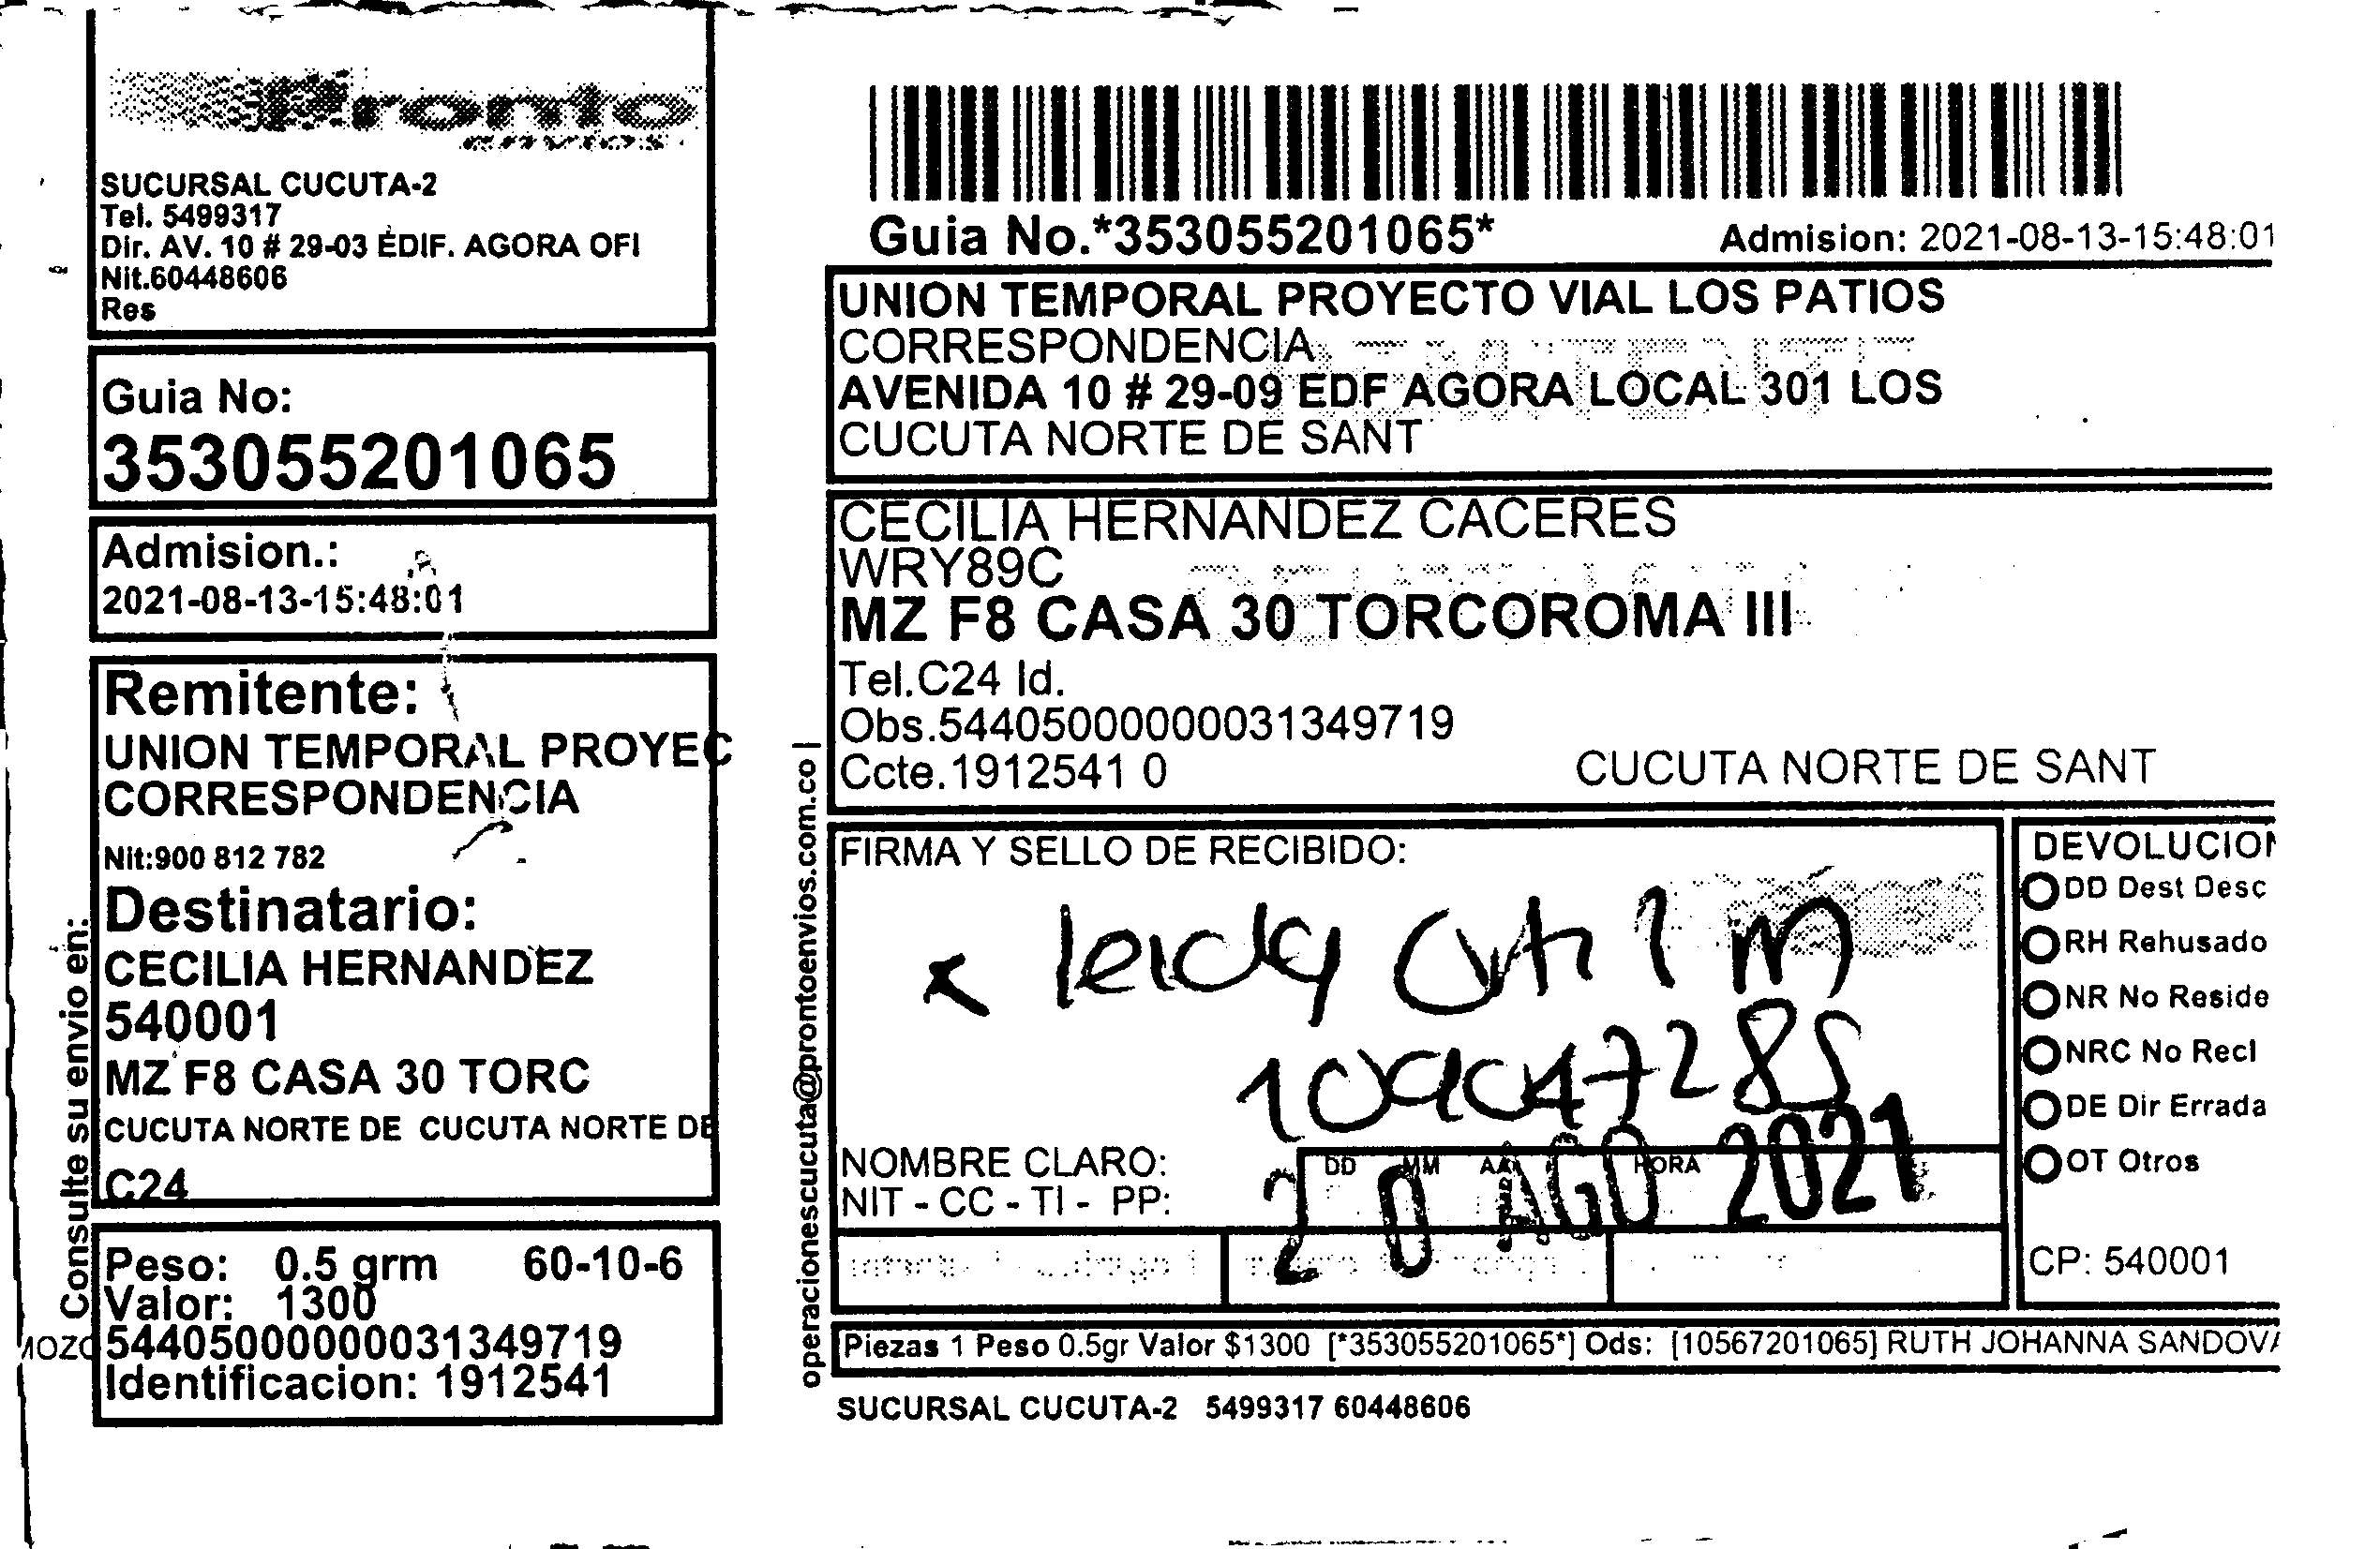 Pronto
envios
SUCURSAL CUCUTA-2
Tel. 5499317
Dir. AV. 10 # 29-03 EDIF. AGORA OFI
Nit.60448606
Res
Guia No:
353055201065
Admision.:
2021-08-13-15:48:01
Remitente:
UNION TEMPORAL PROYEC
CORRESPONDENCIA
Nit:900 812 782
Destinatario:
CECILIA HERNANDEZ
540001
MZ F8 CASA 30 TORC
CUCUTA NORTE DE CUCUTA NORTE DE
C24
Peso: 0.5 grm 60-10-6
Valor: 1300
544050000000031349719
Identificacion: 1912541
Consulte su envio en:
operacionescucuta@prontoenvios.com.co |
Guia No.*353055201065* Admision: 2021-08-13-15:48:01
UNION TEMPORAL PROYECTO VIAL LOS PATIOS
CORRESPONDENCIA
REMITENTE
AVENIDA 10 # 29-09 EDF AGORA LOCAL 301 LOS
CUCUTA NORTE DE SANT
CECILIA HERNANDEZ CACERES
WRY89C
MZ F8 CASA 30 TORCOROMA III
Tel.C24 Id.
Obs.544050000000031349719
Ccte.1912541 0 CUCUTA NORTE DE SANT
FIRMA Y SELLO DE RECIBIDO:
x leidy
109047285
NOMBRE CLARO:
NIT - CC - TI - PP:
DD MM AA HORA
20 AGO 2021
DEVOLUCION
DD Dest Desc
RH Rehusado
NR No Reside
NRC No Recl
DE Dir Errada
OT Otros
CP: 540001
Piezas 1 Peso 0.5gr Valor $1300 [*353055201065*] Ods: [10567201065] RUTH JOHANNA SANDOVA
SUCURSAL CUCUTA-2 5499317 60448606